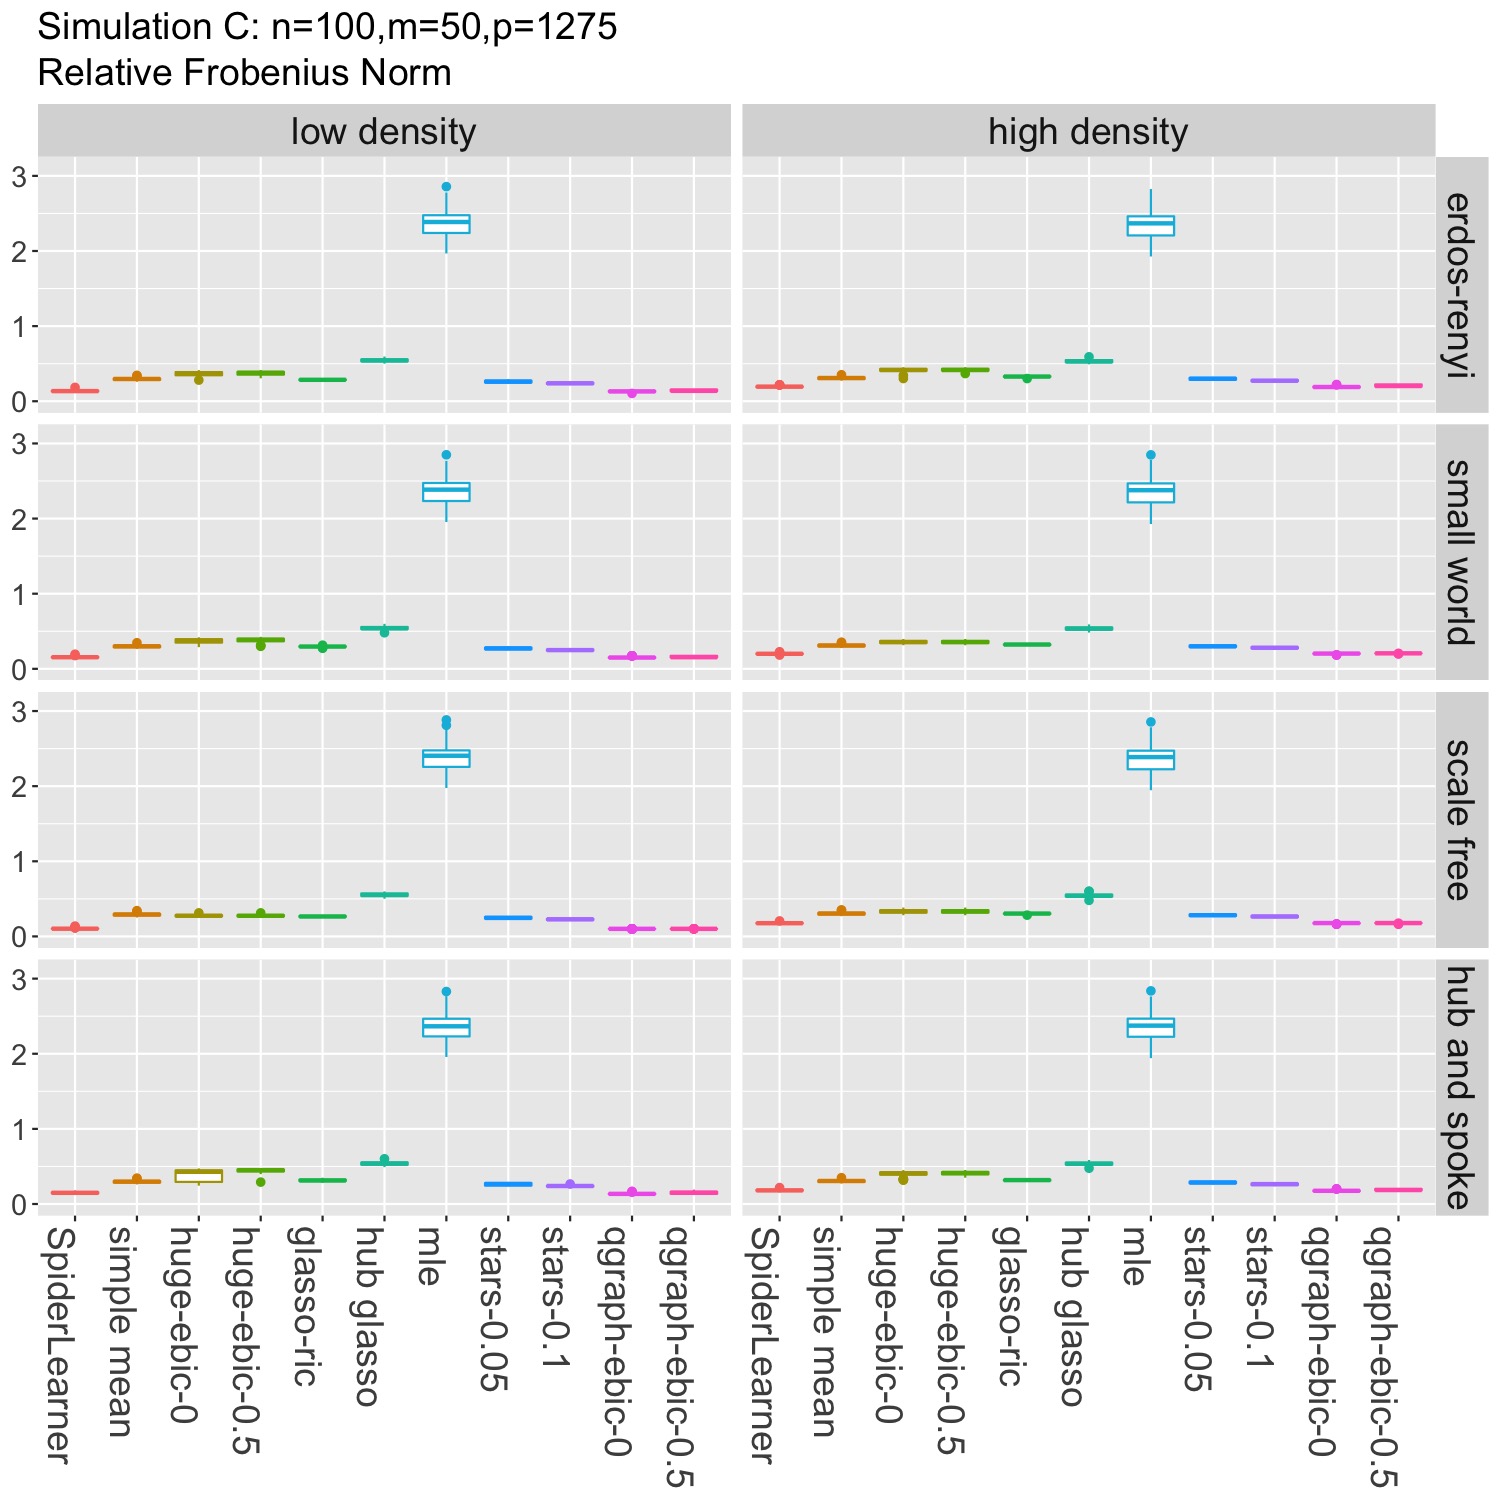 Simulation C: n=100,m=50,p=1275
Relative Frobenius Norm
low density
high density
3
2
1
0
erdos-renyi
3
2
1
0
small world
3
2
1
0
scale free
3
2
1
0
hub and spoke
SpiderLearner
simple mean
huge-ebic-0
huge-ebic-0.5
glasso-ric
hub glasso
mle
stars-0.05
stars-0.1
qgraph-ebic-0
qgraph-ebic-0.5
SpiderLearner
simple mean
huge-ebic-0
huge-ebic-0.5
glasso-ric
hub glasso
mle
stars-0.05
stars-0.1
qgraph-ebic-0
qgraph-ebic-0.5